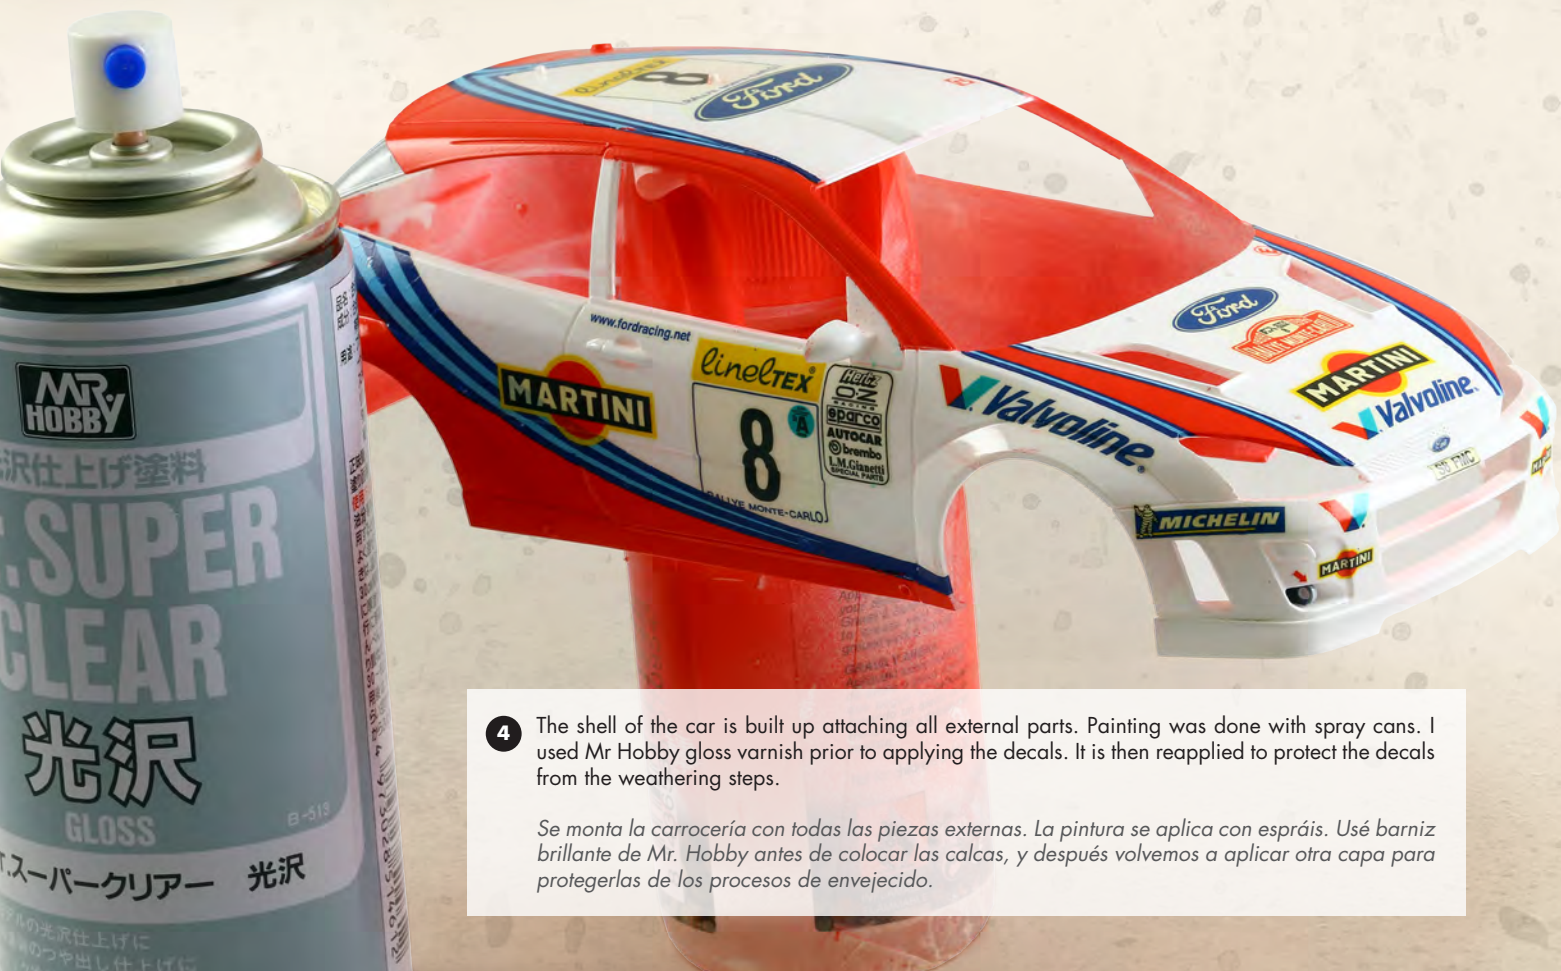 MR
HOBBY
沢仕上げ塗料
SUPER
CLEAR
光沢
GLOSS
B-513
スーパークリアー 光沢
lineltex
8
Ford
www.fordracing.net
MARTINI
linelTEX
8
A
RALLYE MONTE-CARLO
Hertz
OZ
RACING
sparco
AUTOCAR
brembo
L.M.Gianetti
SPECIAL PARTS
Valvoline
Ford
MARTINI
Valvoline
Ford
MICHELIN
MARTINI
4
The shell of the car is built up attaching all external parts. Painting was done with spray cans. I
used Mr Hobby gloss varnish prior to applying the decals. It is then reapplied to protect the decals
from the weathering steps.
Se monta la carrocería con todas las piezas externas. La pintura se aplica con espráis. Usé barniz
brillante de Mr. Hobby antes de colocar las calcas, y después volvemos a aplicar otra capa para
protegerlas de los procesos de envejecido.